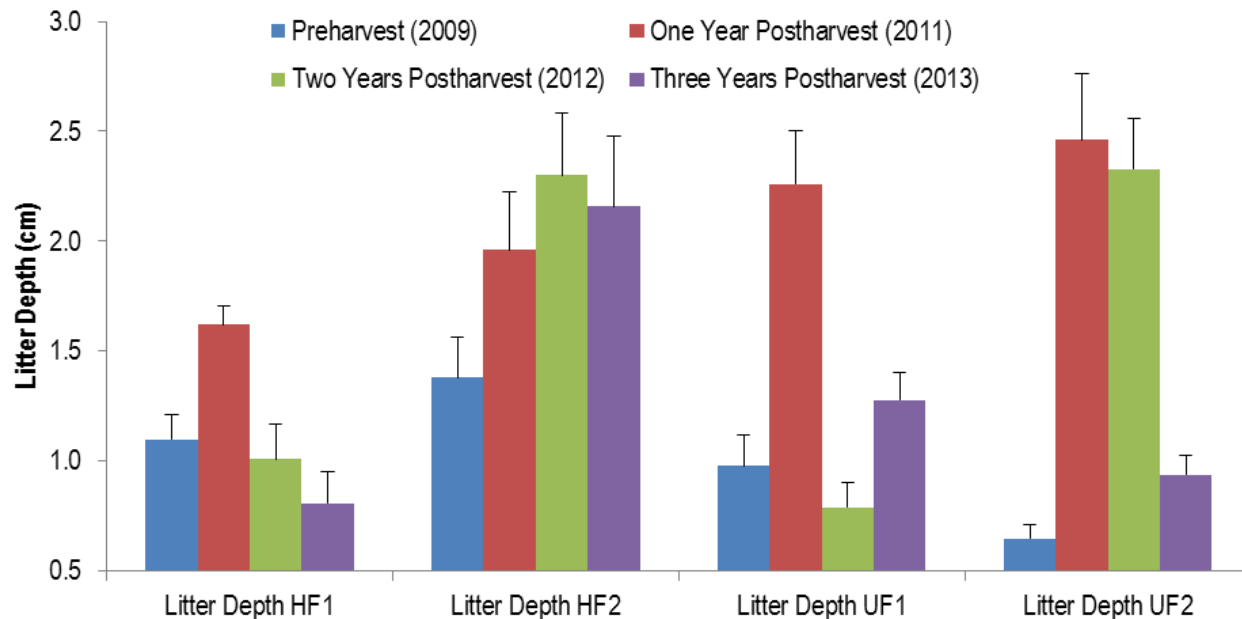 Preharvest (2009) One Year Postharvest (2011)
Two Years Postharvest (2012) Three Years Postharvest (2013)
Litter Depth (cm)
3.0
2.5
2.0
1.5
1.0
0.5
Litter Depth HF1 Litter Depth HF2 Litter Depth UF1 Litter Depth UF2